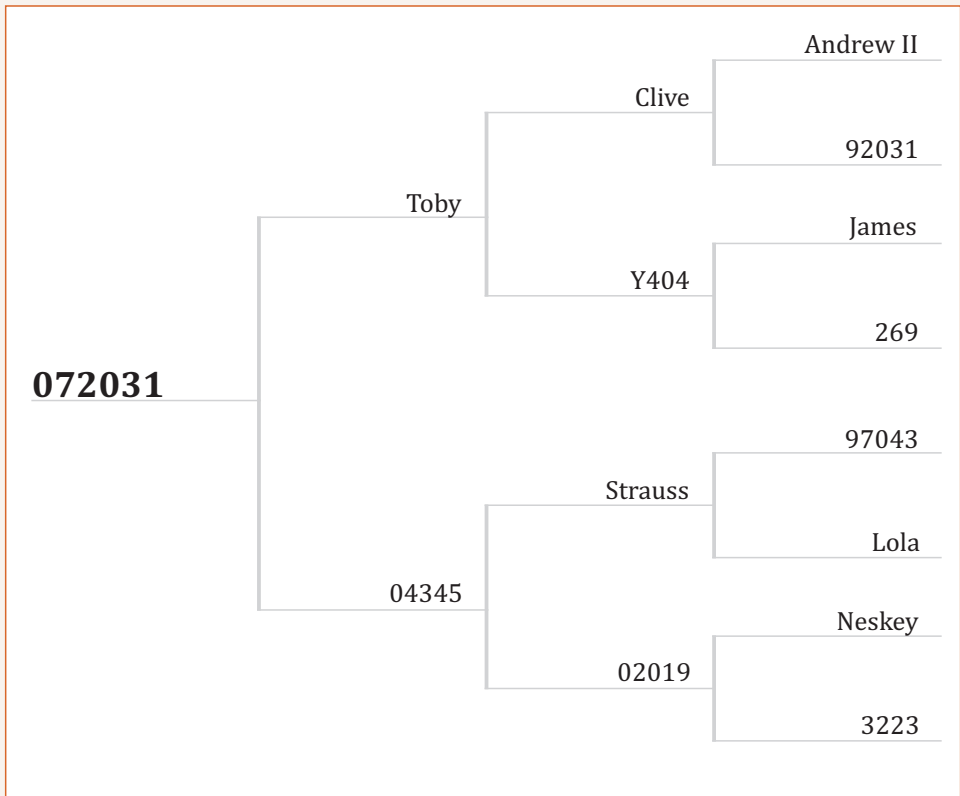 Andrew II
Clive
92031
Toby
James
Y404
269
072031
97043
Strauss
Lola
04345
Neskey
02019
3223